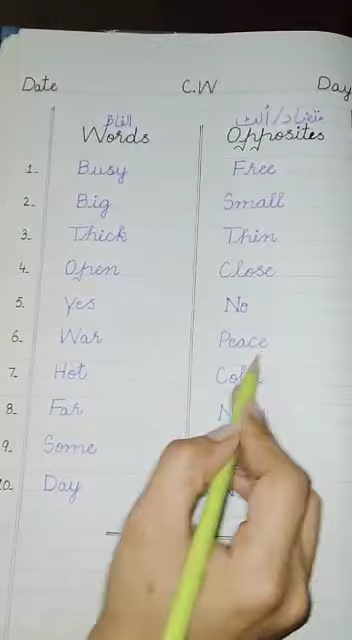 Date C.W Day
الفاظ متضاد/ألٹ
Words Opposites
1. Busy Free
2. Big Small
3. Thick Thin
4. Open Close
5. Yes No
6. War Peace
7. Hot
8. Far
9. Some
10. Day